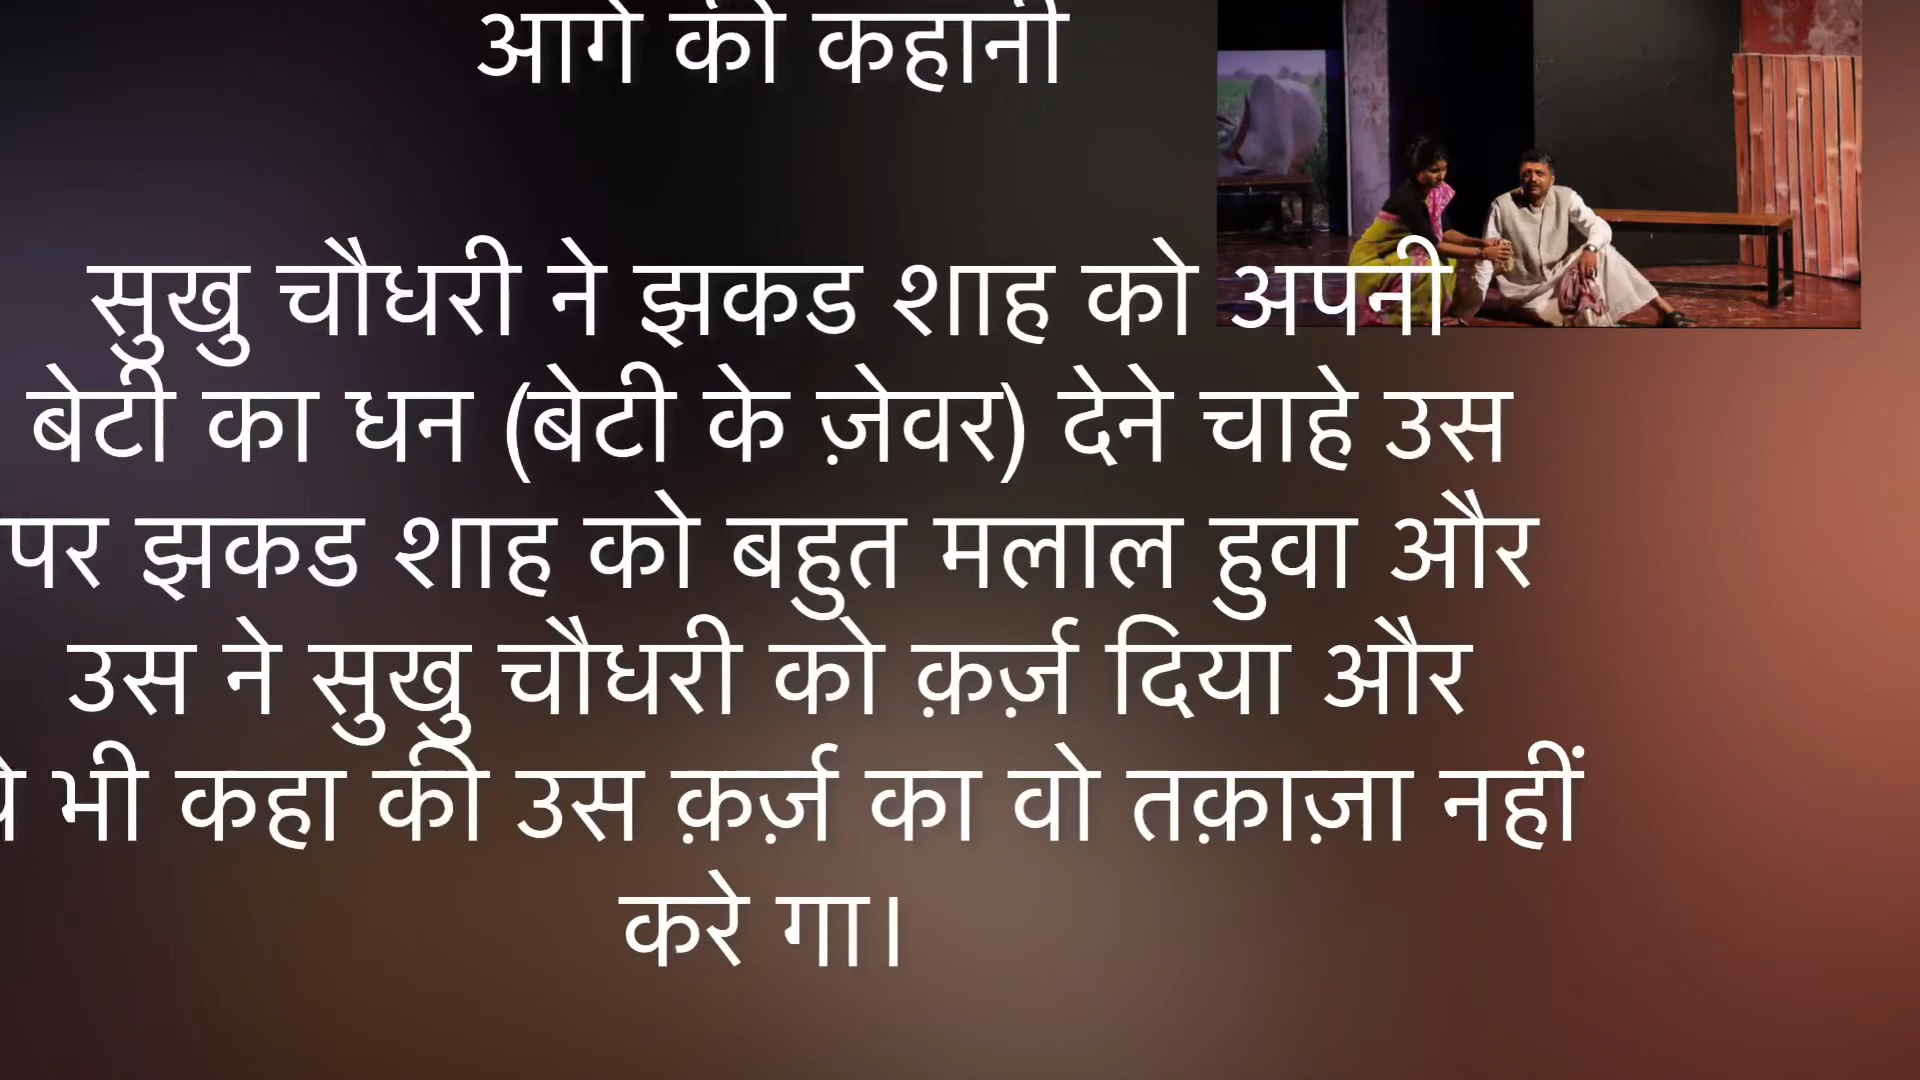 आगे की कहानी
सुखु चौधरी ने झकड शाह को अपनी
बेटी का धन (बेटी के ज़ेवर) देने चाहे उस
पर झकड शाह को बहुत मलाल हुवा और
उस ने सुखु चौधरी को क़र्ज़ दिया और
भी कहा की उस क़र्ज़ का वो तक़ाज़ा नहीं
करे गा।